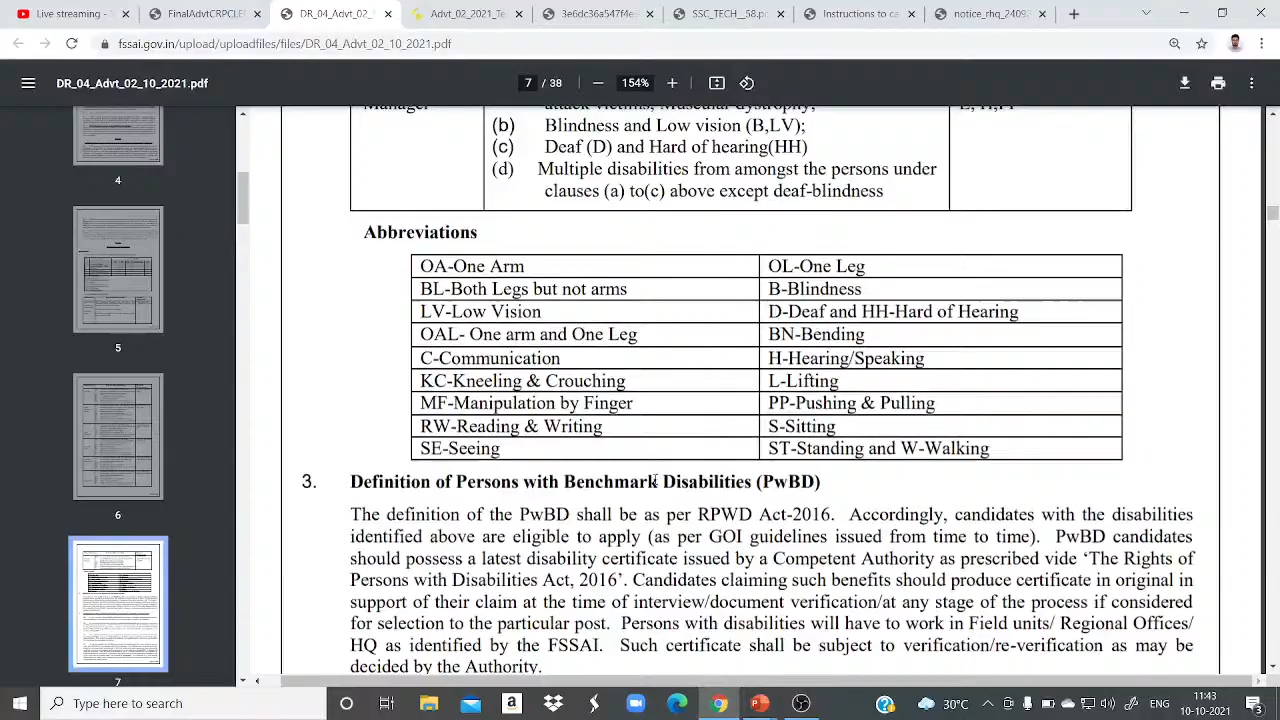 Live streaming -
FinalAdvtCRPCLE
DR_04_Advt_02_
Advt_02_2021_Te
3e6dc36a547f4ee
SSC_Ph
_58.pd
Instructions to ca
notice_rhq_2409
fssai.gov.in/upload/uploadfiles/files/DR_04_Advt_02_10_2021.pdf
DR_04_Advt_02_10_2021.pdf
7 / 38
154%
Manager
attack victims, Muscular dystrophy;
(b) Blindness and Low vision (B,LV);
(c) Deaf (D) and Hard of hearing(HH)
(d) Multiple disabilities from amongst the persons under
clauses (a) to(c) above except deaf-blindness
4
5
6
7
Abbreviations
OA-One Arm OL-One Leg
BL-Both Legs but not arms B-Blindness
LV-Low Vision D-Deaf and HH-Hard of Hearing
OAL- One arm and One Leg BN-Bending
C-Communication H-Hearing/Speaking
KC-Kneeling & Crouching L-Lifting
MF-Manipulation by Finger PP-Pushing & Pulling
RW-Reading & Writing S-Sitting
SE-Seeing ST-Standing and W-Walking
3. Definition of Persons with Benchmark Disabilities (PwBD)
The definition of the PwBD shall be as per RPWD Act-2016. Accordingly, candidates with the disabilities
identified above are eligible to apply (as per GOI guidelines issued from time to time). PwBD candidates
should possess a latest disability certificate issued by a Competent Authority as prescribed vide ‘The Rights of
Persons with Disabilities Act, 2016’. Candidates claiming such benefits should produce certificate in original in
support of their claim at the time of interview/document verification/at any stage of the process if considered
for selection to the particular post. Persons with disabilities will have to work in Field units/ Regional Offices/
HQ as identified by the FSSAI. Such certificate shall be subject to verification/re-verification as may be
decided by the Authority.
Type here to search
30°C
ENG
11:43
10-10-2021
3